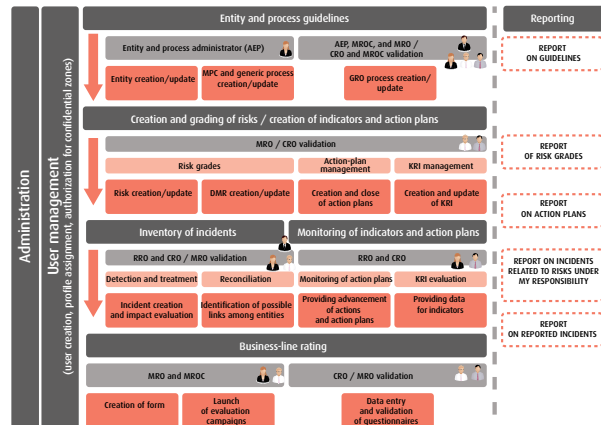 Administration
User management
(user creation, profile assignment, authorization for confidential zones)
Entity and process guidelines
Entity and process administrator (AEP)
AEP, MROC, and MRO /
CRO and MROC validation
Entity creation/update
MPC and generic process
creation/update
GRO process creation/
update
Creation and grading of risks / creation of indicators and action plans
MRO / CRO validation
Risk grades
Action-plan
management
KRI management
Risk creation/update
DMR creation/update
Creation and close
of action plans
Creation and update
of KRI
Inventory of incidents
Monitoring of indicators and action plans
RRO and CRO / MRO validation
RRO and CRO
Detection and treatment
Reconciliation
Monitoring of action plans
KRI evaluation
Incident creation
and impact evaluation
Identification of possible
links among entities
Providing advancement
of actions
and action plans
Providing data
for indicators
Business-line rating
MRO and MROC
CRO / MRO validation
Creation of form
Launch
of evaluation
campaigns
Data entry
and validation
of questionnaires
Reporting
REPORT
ON GUIDELINES
REPORT
OF RISK GRADES
REPORT
ON ACTION PLANS
REPORT ON INCIDENTS
RELATED TO RISKS UNDER
MY RESPONSIBILITY
REPORT
ON REPORTED INCIDENTS